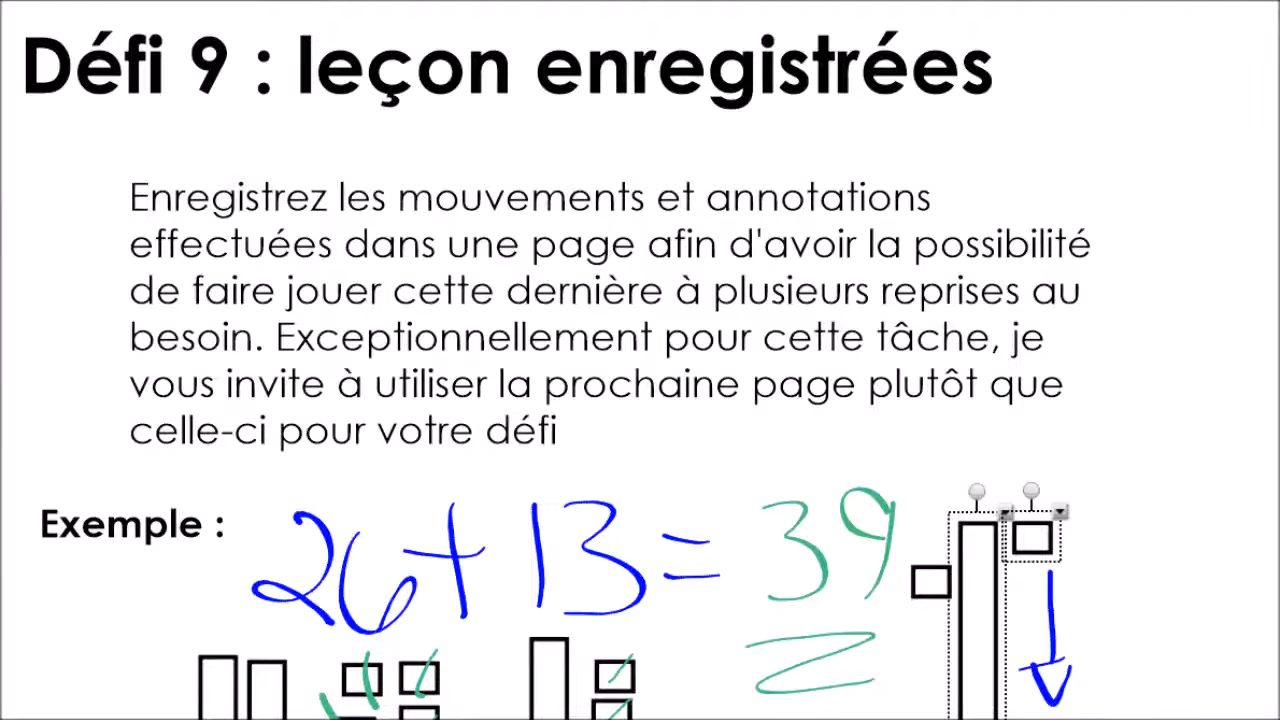 Défi 9 : leçon enregistrées
Enregistrez les mouvements et annotations
effectuées dans une page afin d'avoir la possibilité
de faire jouer cette dernière à plusieurs reprises au
besoin. Exceptionnellement pour cette tâche, je
vous invite à utiliser la prochaine page plutôt que
celle-ci pour votre défi
Exemple : 26+13=39